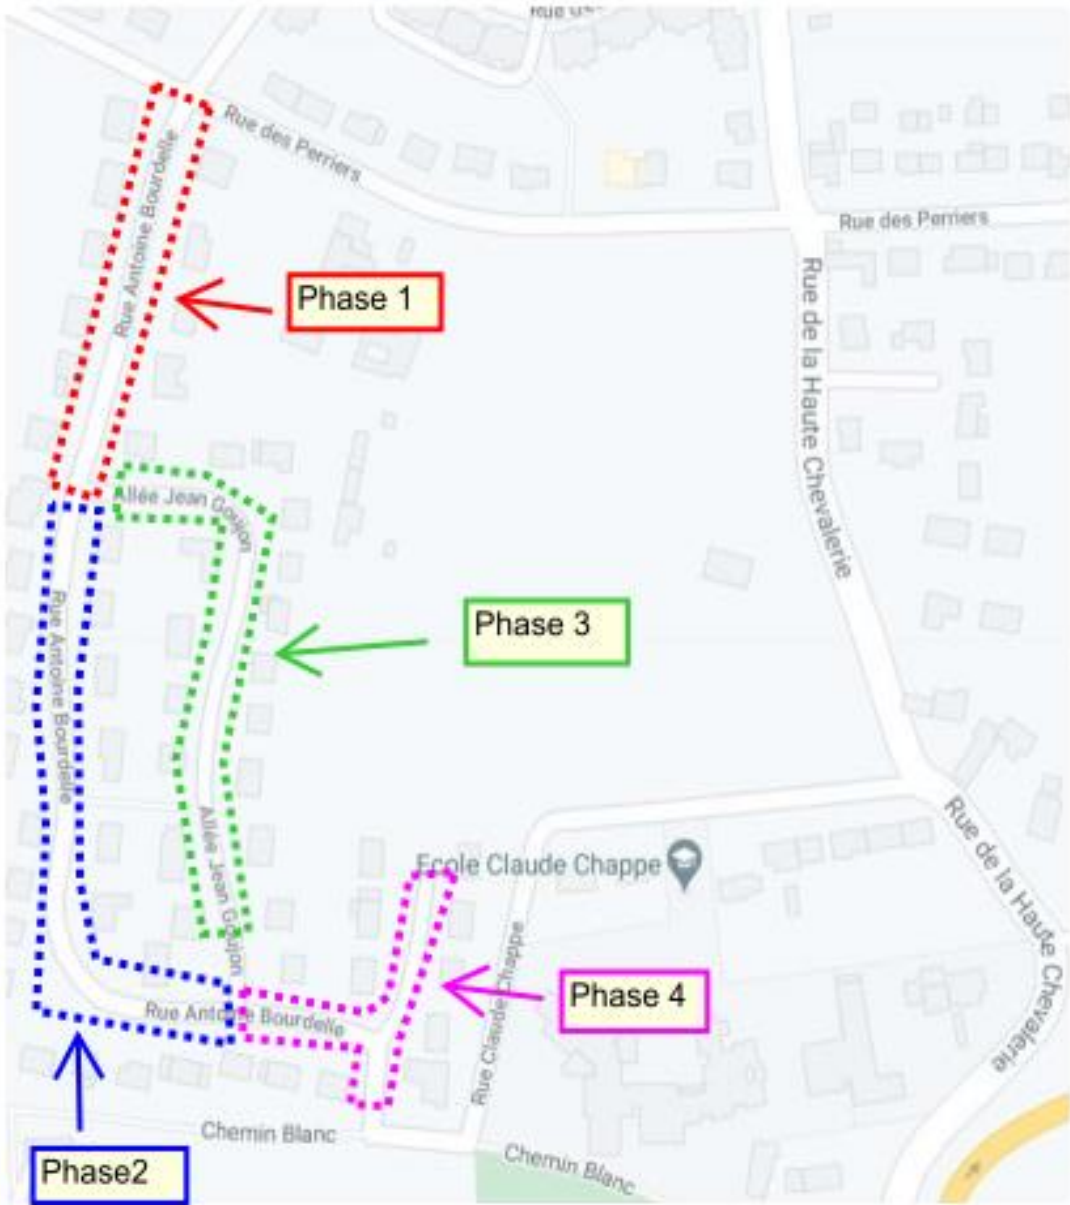 Rue des Perriers
Rue Antoine Bourdelle
Rue des Perriers
Phase 1
Rue de la Haute Chevalerie
Allée Jean Goujon
Rue Antoine Bourdelle
Phase 3
Allée Jean Goujon
Ecole Claude Chappe
Rue de la Haute Chevalerie
Rue Claude Chappe
Phase 4
Rue Antoine Bourdelle
Chemin Blanc
Chemin Blanc
Phase2